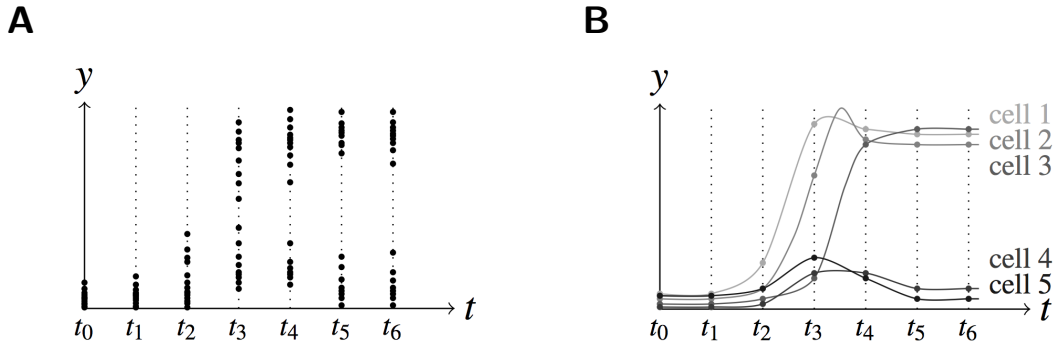 A
B
y
y
cell 1
cell 2
cell 3
cell 4
cell 5
t
t
t₀ t₁ t₂ t₃ t₄ t₅ t₆
t₀ t₁ t₂ t₃ t₄ t₅ t₆